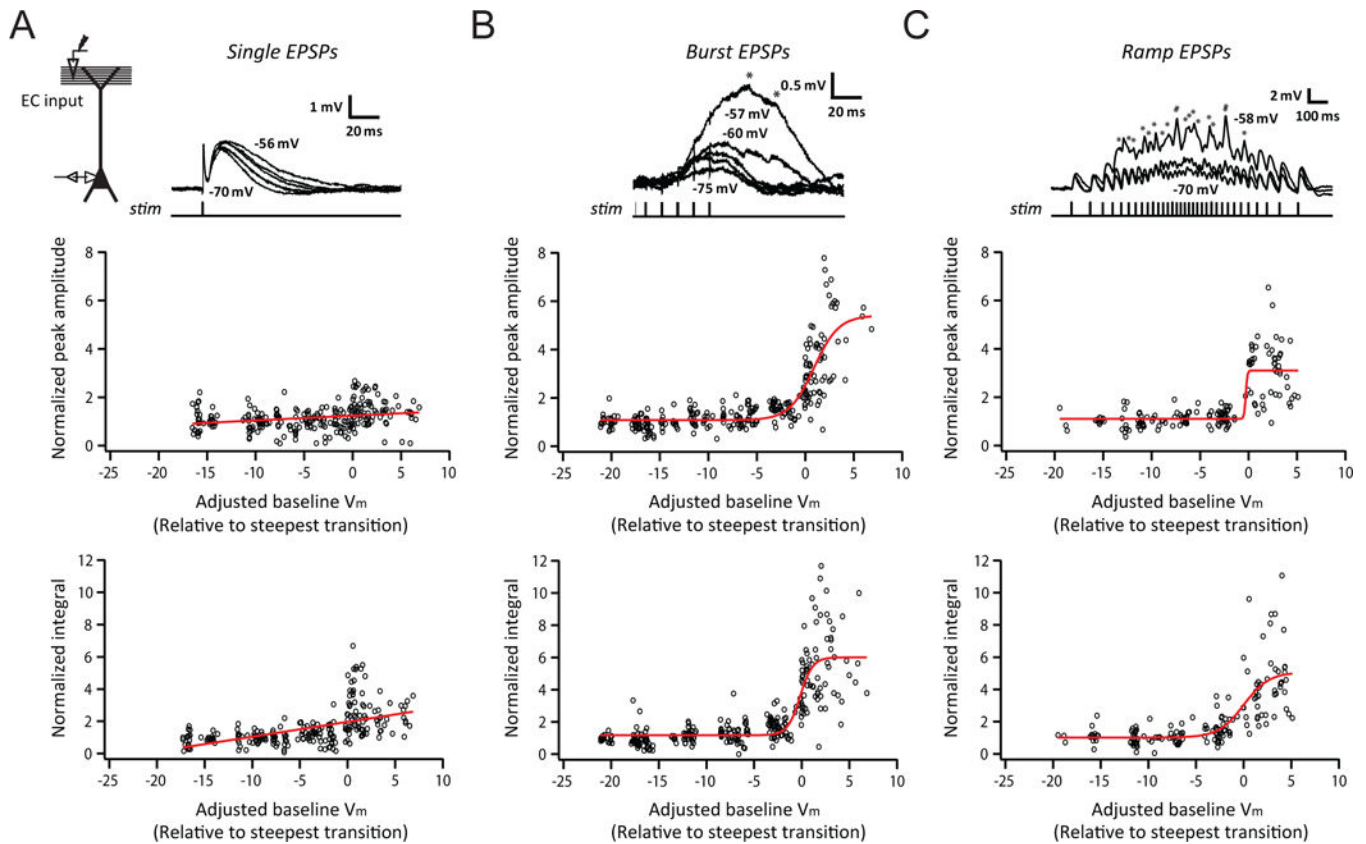 A
Single EPSPs
EC input
1 mV
20 ms
-56 mV
-70 mV
stim
B
Burst EPSPs
0.5 mV
20 ms
*
*
-57 mV
-60 mV
-75 mV
stim
C
Ramp EPSPs
2 mV
100 ms
-58 mV
-70 mV
stim
Normalized peak amplitude
8
6
4
2
0
-25 -20 -15 -10 -5 0 5 10
Adjusted baseline Vm
(Relative to steepest transition)
Normalized peak amplitude
8
6
4
2
0
-25 -20 -15 -10 -5 0 5 10
Adjusted baseline Vm
(Relative to steepest transition)
Normalized peak amplitude
8
6
4
2
0
-25 -20 -15 -10 -5 0 5 10
Adjusted baseline Vm
(Relative to steepest transition)
Normalized integral
12
10
8
6
4
2
0
-25 -20 -15 -10 -5 0 5 10
Adjusted baseline Vm
(Relative to steepest transition)
Normalized integral
12
10
8
6
4
2
0
-25 -20 -15 -10 -5 0 5 10
Adjusted baseline Vm
(Relative to steepest transition)
Normalized integral
12
10
8
6
4
2
0
-25 -20 -15 -10 -5 0 5 10
Adjusted baseline Vm
(Relative to steepest transition)